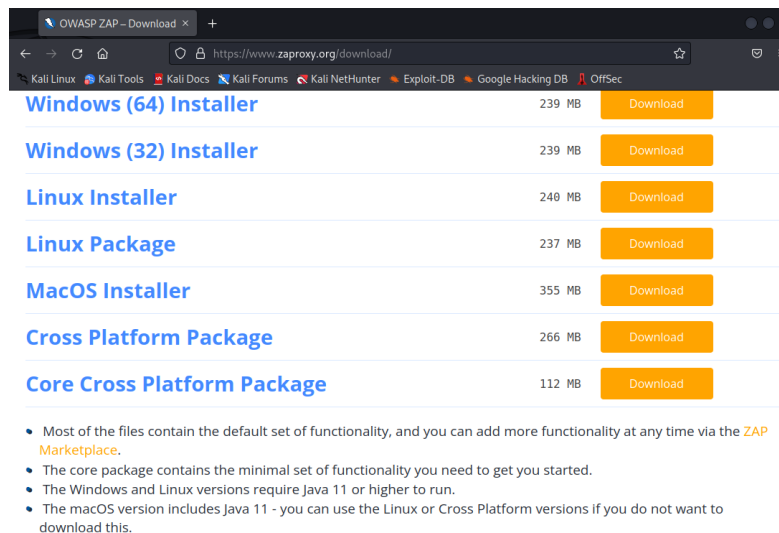 OWASP ZAP – Download × +
https://www.zaproxy.org/download/
Kali Linux Kali Tools Kali Docs Kali Forums Kali NetHunter Exploit-DB Google Hacking DB OffSec
Windows (64) Installer 239 MB Download
Windows (32) Installer 239 MB Download
Linux Installer 240 MB Download
Linux Package 237 MB Download
MacOS Installer 355 MB Download
Cross Platform Package 266 MB Download
Core Cross Platform Package 112 MB Download
• Most of the files contain the default set of functionality, and you can add more functionality at any time via the ZAP
Marketplace.
• The core package contains the minimal set of functionality you need to get you started.
• The Windows and Linux versions require Java 11 or higher to run.
• The macOS version includes Java 11 - you can use the Linux or Cross Platform versions if you do not want to
download this.